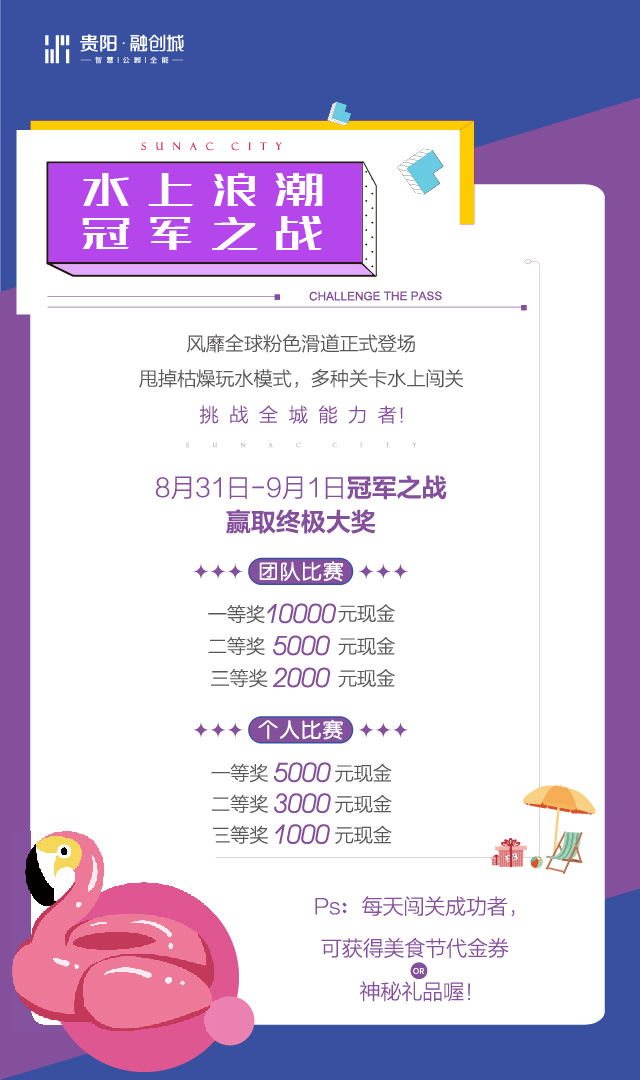 贵阳·融创城
智慧|公园|全能
SUNAC CITY
水上浪潮
冠军之战
CHALLENGE THE PASS
风靡全球粉色滑道正式登场
甩掉枯燥玩水模式，多种关卡水上闯关
挑战全城能力者!
SUNAC CITY
8月31日-9月1日冠军之战
赢取终极大奖
团队比赛
一等奖10000元现金
二等奖 5000 元现金
三等奖 2000 元现金
个人比赛
一等奖 5000 元现金
二等奖 3000 元现金
三等奖 1000 元现金
Ps：每天闯关成功者，
可获得美食节代金券
OR
神秘礼品喔!